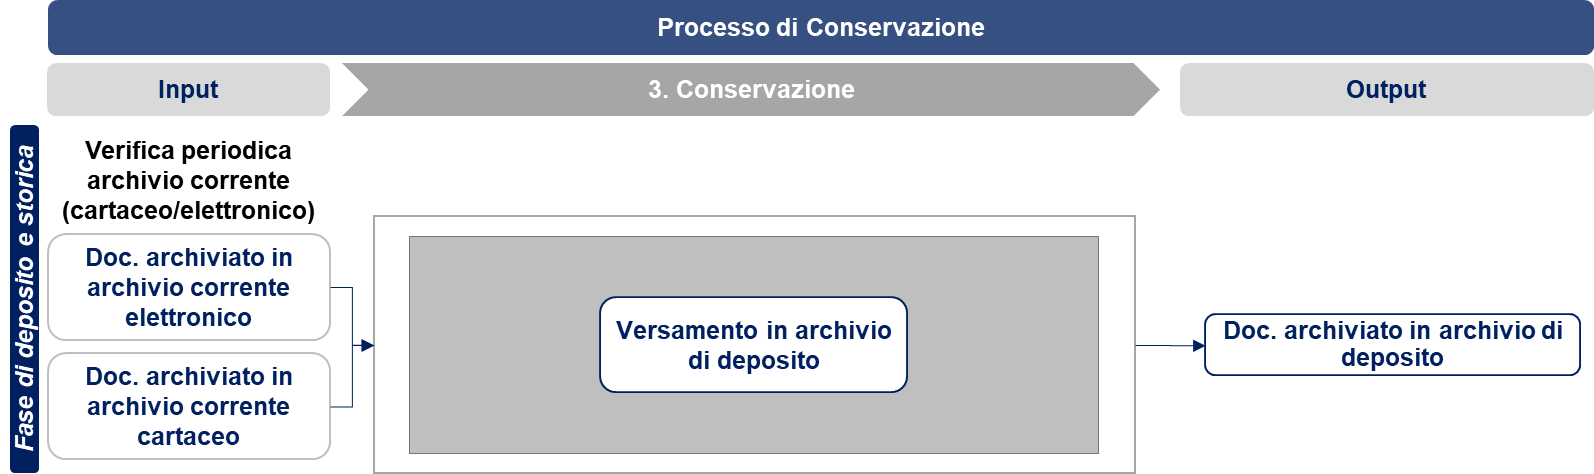 Processo di Conservazione
Input
3. Conservazione
Output
Fase di deposito e storica
Verifica periodica
archivio corrente
(cartaceo/elettronico)
Doc. archiviato in
archivio corrente
elettronico
Doc. archiviato in
archivio corrente
cartaceo
Versamento in archivio
di deposito
Doc. archiviato in archivio di
deposito